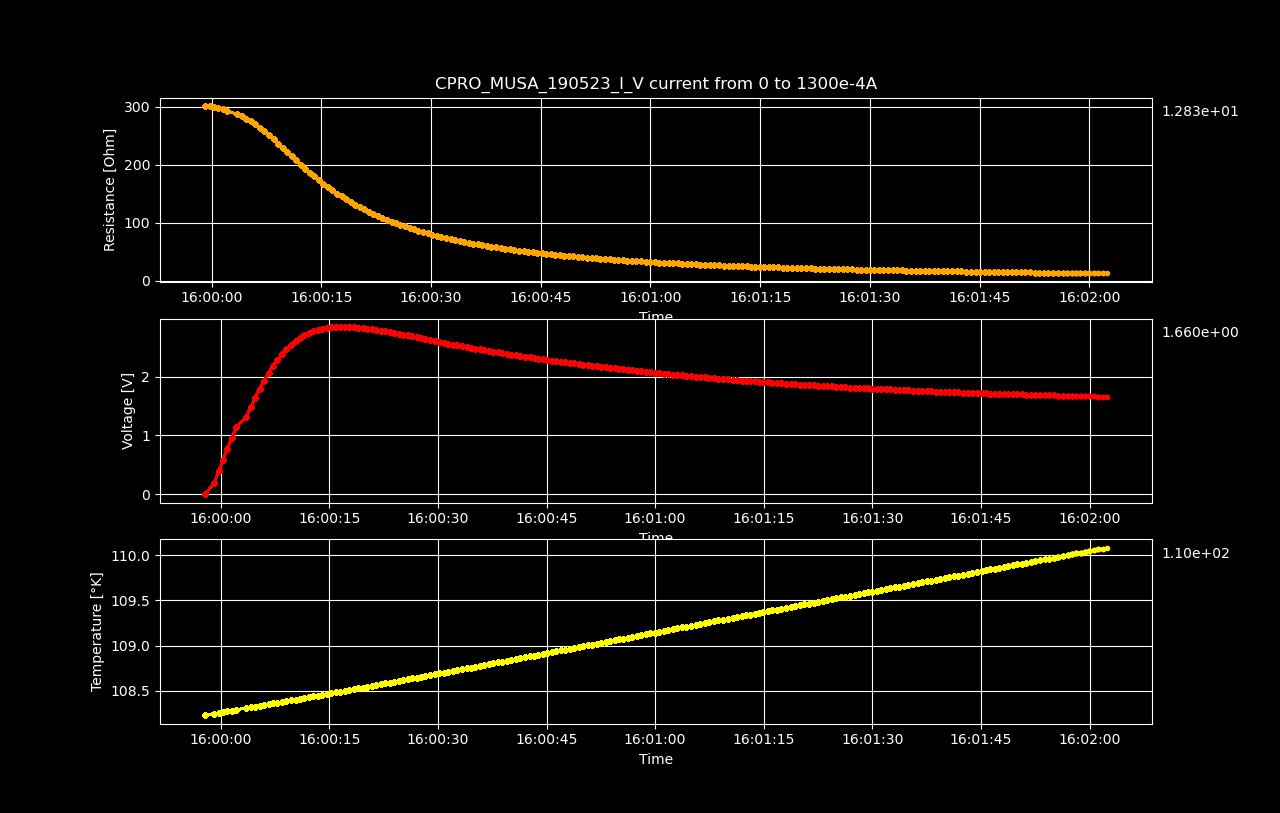 CPRO_MUSA_190523_I_V current from 0 to 1300e-4A
1.283e+01
Resistance [Ohm]
300
200
100
0
16:00:00 16:00:15 16:00:30 16:00:45 16:01:00 16:01:15 16:01:30 16:01:45 16:02:00
Time
1.660e+00
Voltage [V]
2
1
0
16:00:00 16:00:15 16:00:30 16:00:45 16:01:00 16:01:15 16:01:30 16:01:45 16:02:00
Time
1.10e+02
Temperature [°K]
110.0
109.5
109.0
108.5
16:00:00 16:00:15 16:00:30 16:00:45 16:01:00 16:01:15 16:01:30 16:01:45 16:02:00
Time